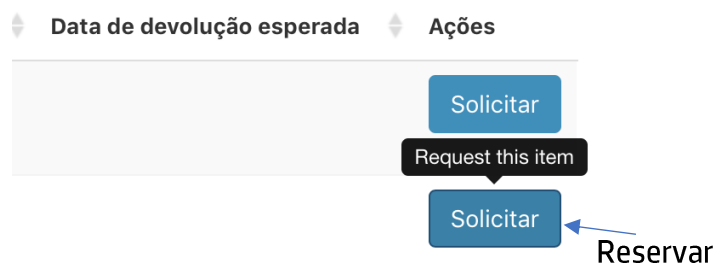 Data de devolução esperada Ações
Solicitar
Request this item
Solicitar
Reservar